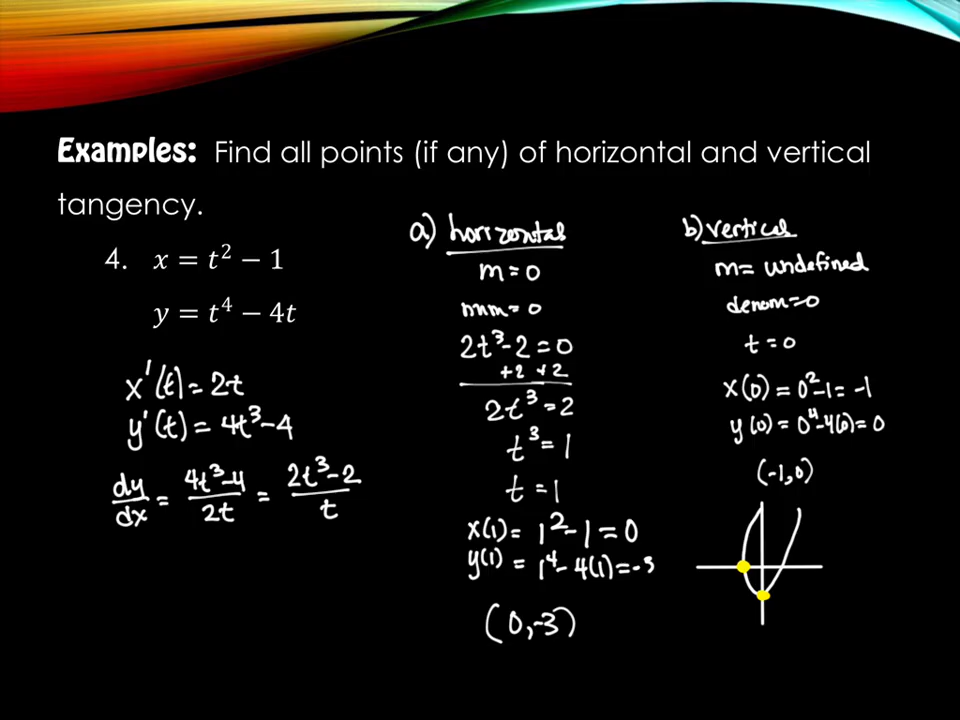 Examples: Find all points (if any) of horizontal and vertical
tangency.
4. x = t² − 1
y = t⁴ − 4t
x'(t) = 2t
y'(t) = 4t³ − 4
dy/dx = (4t³ − 4)/(2t) = (2t³ − 2)/t
a) horizontal
m = 0
num = 0
2t³ − 2 = 0
+2 +2
2t³ = 2
t³ = 1
t = 1
x(1) = 1² − 1 = 0
y(1) = 1⁴ − 4(1) = −3
(0, −3)
b) vertical
m = undefined
denom = 0
t = 0
x(0) = 0² − 1 = −1
y(0) = 0⁴ − 4(0) = 0
(−1, 0)